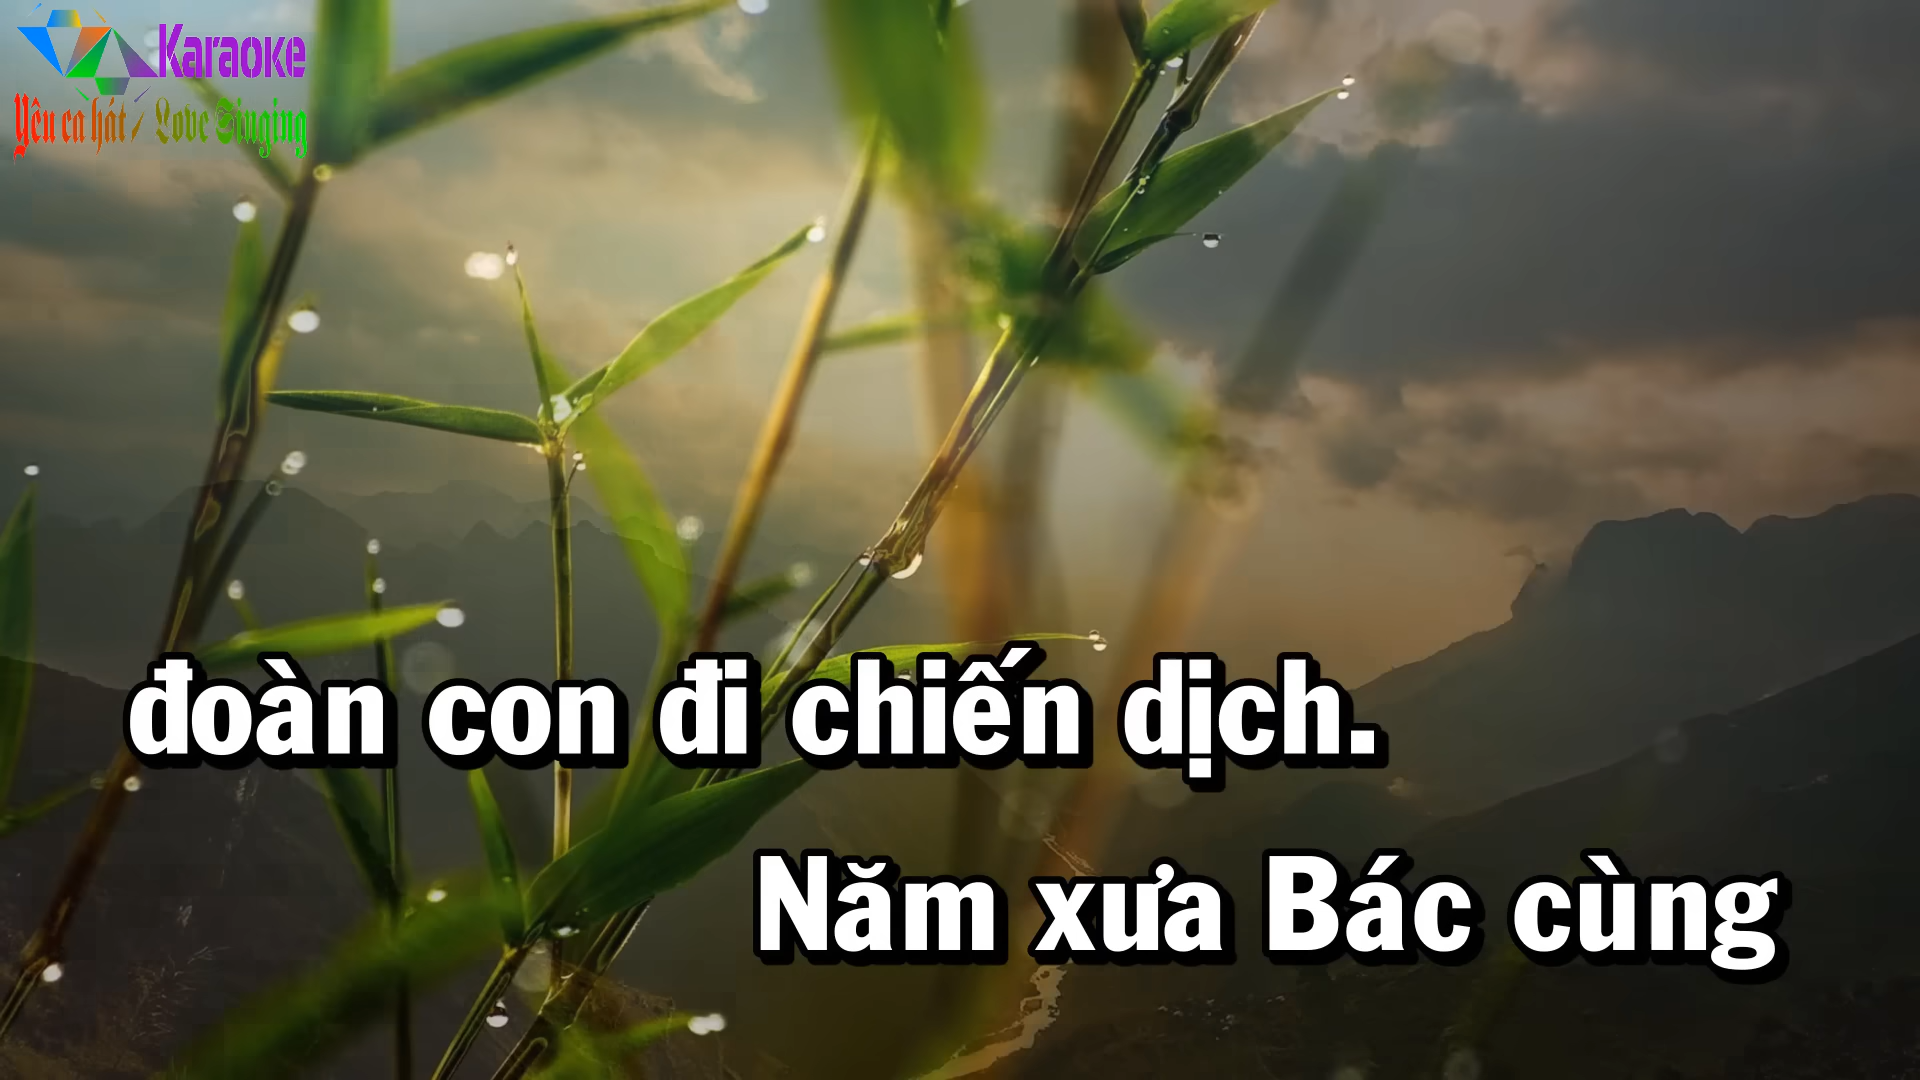 Karaoke
Yêu ca hát / Love Singing
đoàn con đi chiến dịch.
Năm xưa Bác cùng